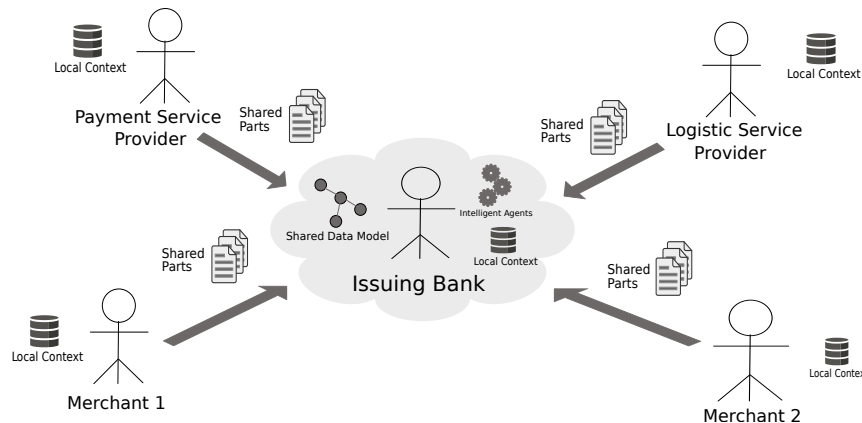 Local Context
Payment Service
Provider
Shared
Parts
Local Context
Logistic Service
Provider
Shared
Parts
Shared Data Model
Intelligent Agents
Local Context
Issuing Bank
Shared
Parts
Local Context
Merchant 1
Shared
Parts
Local Contex
Merchant 2